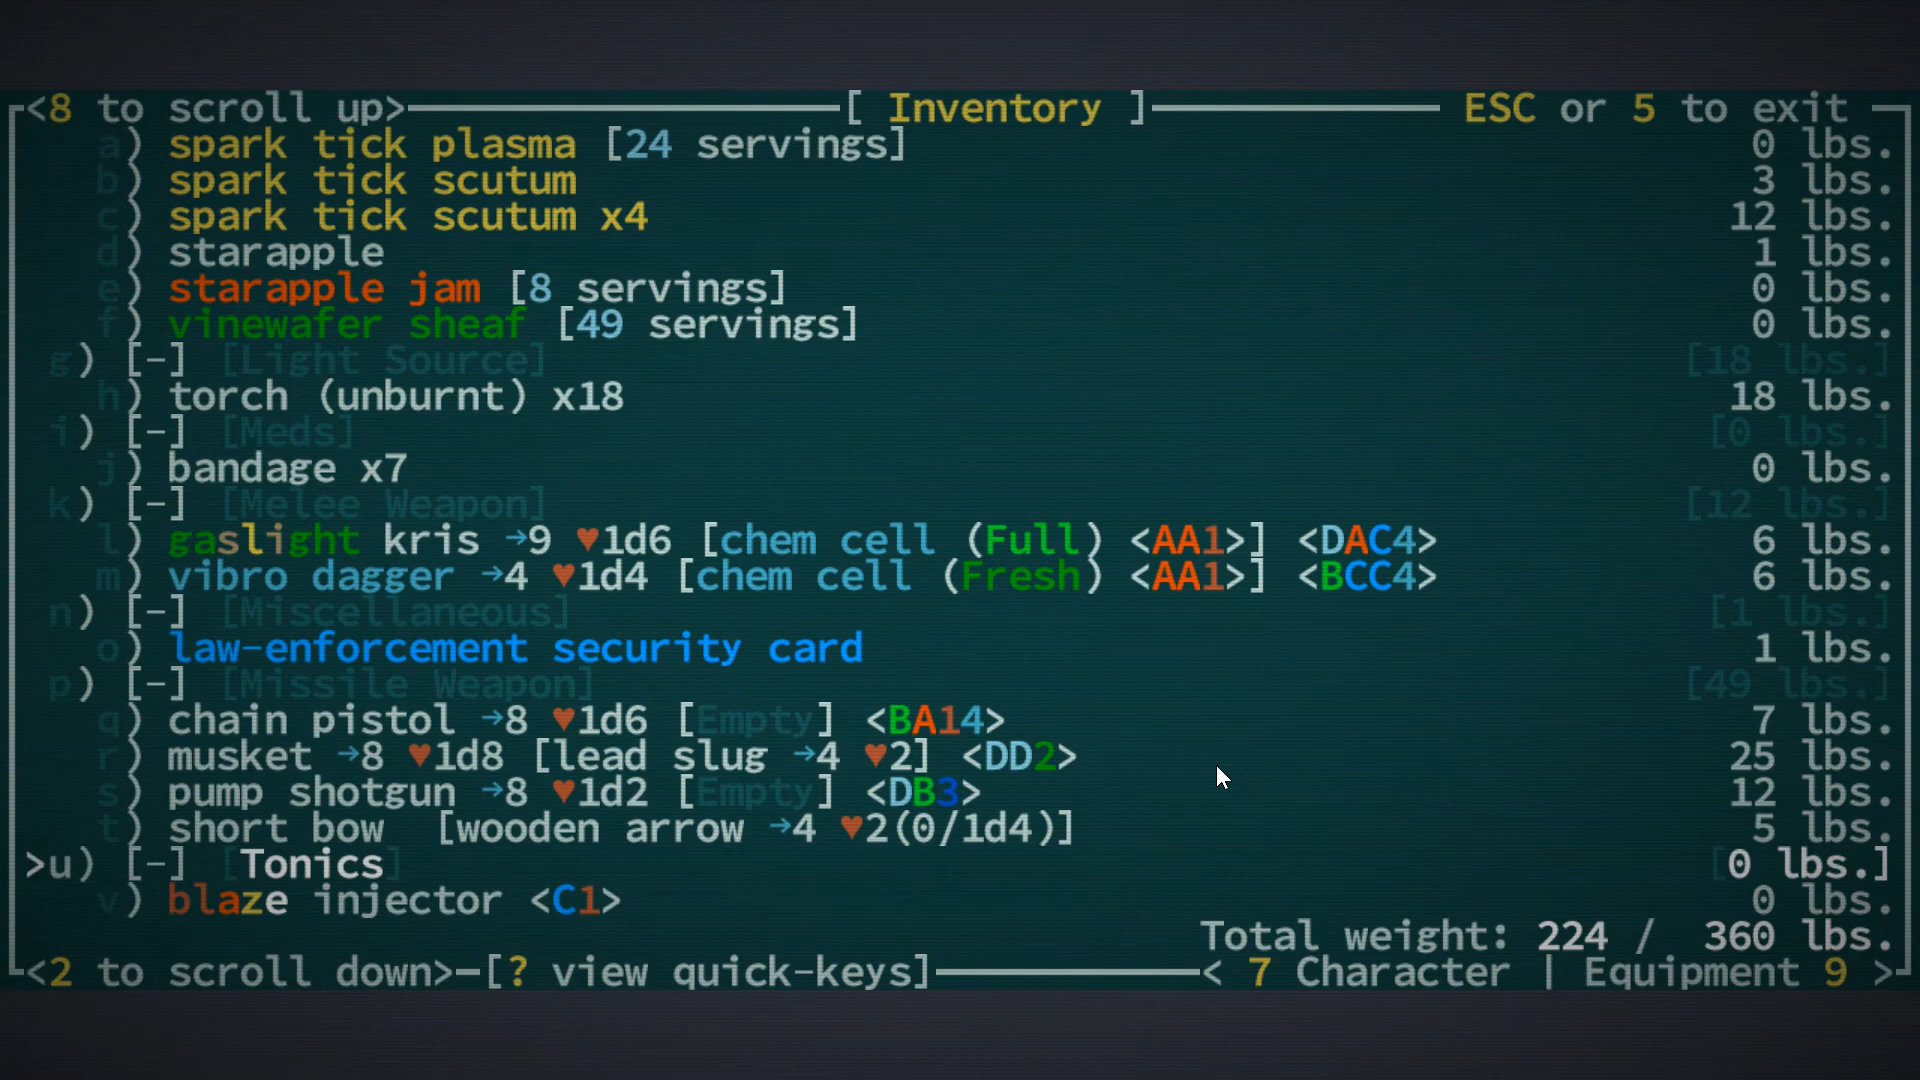 <8 to scroll up> [ Inventory ] ESC or 5 to exit
a) spark tick plasma [24 servings] 0 lbs.
b) spark tick scutum 3 lbs.
c) spark tick scutum x4 12 lbs.
d) starapple 1 lbs.
e) starapple jam [8 servings] 0 lbs.
f) vinewafer sheaf [49 servings] 0 lbs.
g) [-] [Light Source] [18 lbs.]
h) torch (unburnt) x18 18 lbs.
i) [-] [Meds] [0 lbs.]
j) bandage x7 0 lbs.
k) [-] [Melee Weapon] [12 lbs.]
l) gaslight kris →9 ♥1d6 [chem cell (Full) <AA1>] <DAC4> 6 lbs.
m) vibro dagger →4 ♥1d4 [chem cell (Fresh) <AA1>] <BCC4> 6 lbs.
n) [-] [Miscellaneous] [1 lbs.]
o) law-enforcement security card 1 lbs.
p) [-] [Missile Weapon] [49 lbs.]
q) chain pistol →8 ♥1d6 [Empty] <BA14> 7 lbs.
r) musket →8 ♥1d8 [lead slug →4 ♥2] <DD2> 25 lbs.
s) pump shotgun →8 ♥1d2 [Empty] <DB3> 12 lbs.
t) short bow [wooden arrow →4 ♥2(0/1d4)] 5 lbs.
>u) [-] [Tonics] [0 lbs.]
v) blaze injector <C1> 0 lbs.
Total weight: 224 / 360 lbs.
<2 to scroll down> [? view quick-keys] < 7 Character | Equipment 9 >